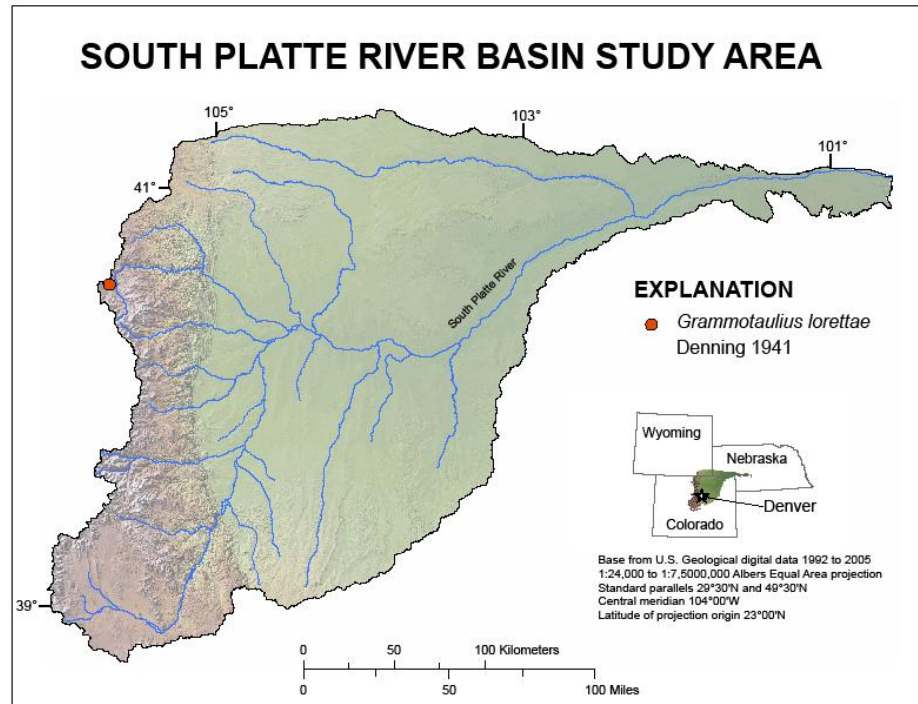 SOUTH PLATTE RIVER BASIN STUDY AREA
105°
103°
101°
41°
South Platte River
EXPLANATION
Grammotaulius lorettae
Denning 1941
Wyoming
Nebraska
Denver
Colorado
Base from U.S. Geological digital data 1992 to 2005
1:24,000 to 1:7,5000,000 Albers Equal Area projection
Standard parallels 29°30'N and 49°30'N
Central meridian 104°00'W
Latitude of projection origin 23°00'N
39°
0 50 100 Kilometers
0 50 100 Miles